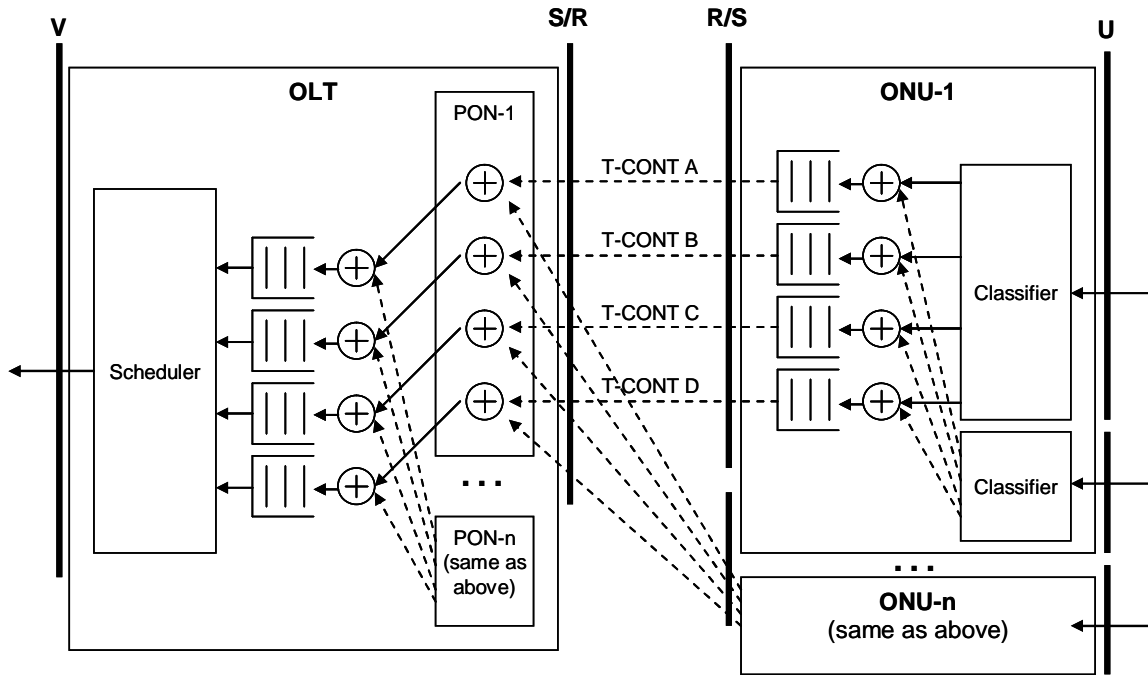 V
S/R
R/S
U
OLT
PON-1
ONU-1
T-CONT A
T-CONT B
T-CONT C
T-CONT D
Classifier
Scheduler
Classifier
...
PON-n
(same as
above)
...
ONU-n
(same as above)